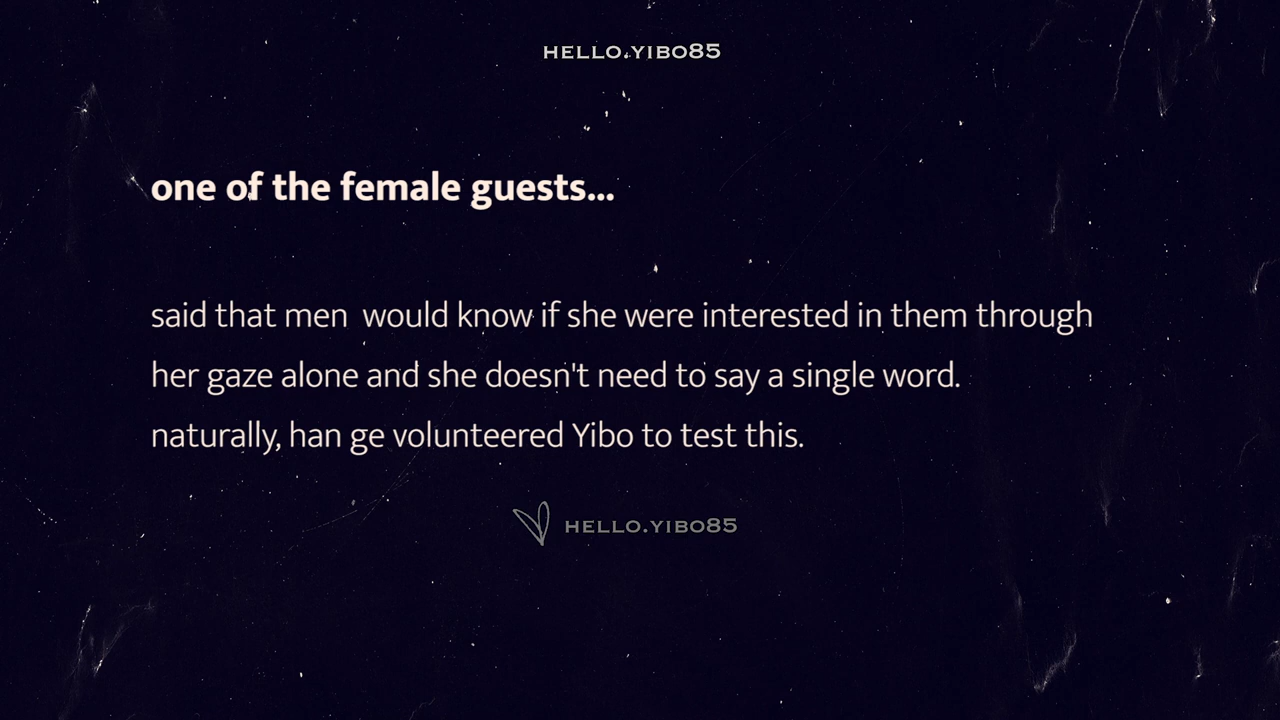 HELLO.YIBO85
one of the female guests...
said that men would know if she were interested in them through
her gaze alone and she doesn't need to say a single word.
naturally, han ge volunteered Yibo to test this.
HELLO.YIBO85